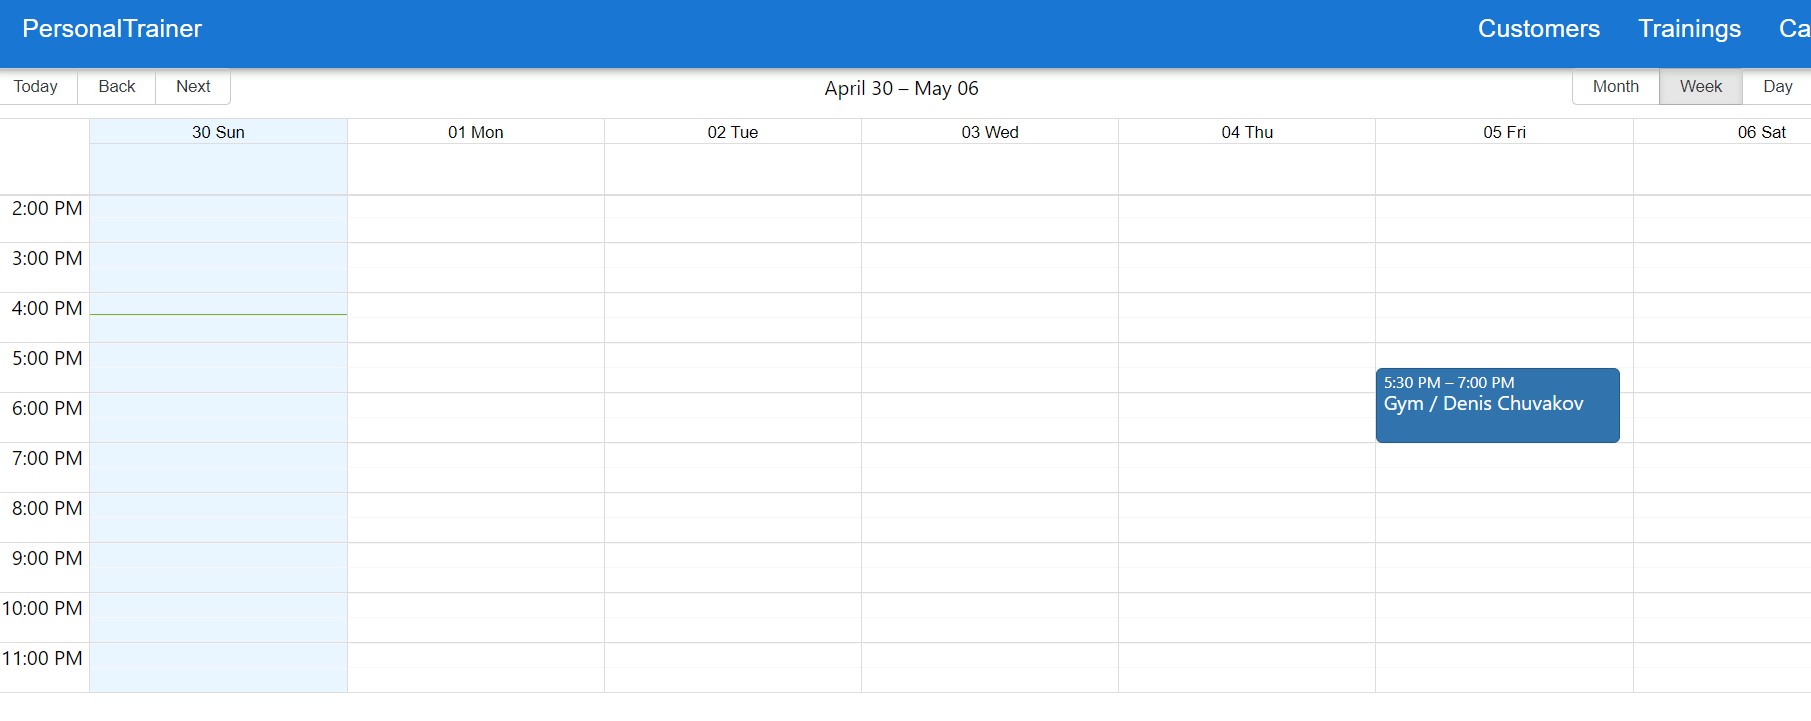 PersonalTrainer Customers Trainings Ca
Today Back Next April 30 – May 06 Month Week Day
30 Sun 01 Mon 02 Tue 03 Wed 04 Thu 05 Fri 06 Sat
2:00 PM
3:00 PM
4:00 PM
5:00 PM
5:30 PM – 7:00 PM
Gym / Denis Chuvakov
6:00 PM
7:00 PM
8:00 PM
9:00 PM
10:00 PM
11:00 PM